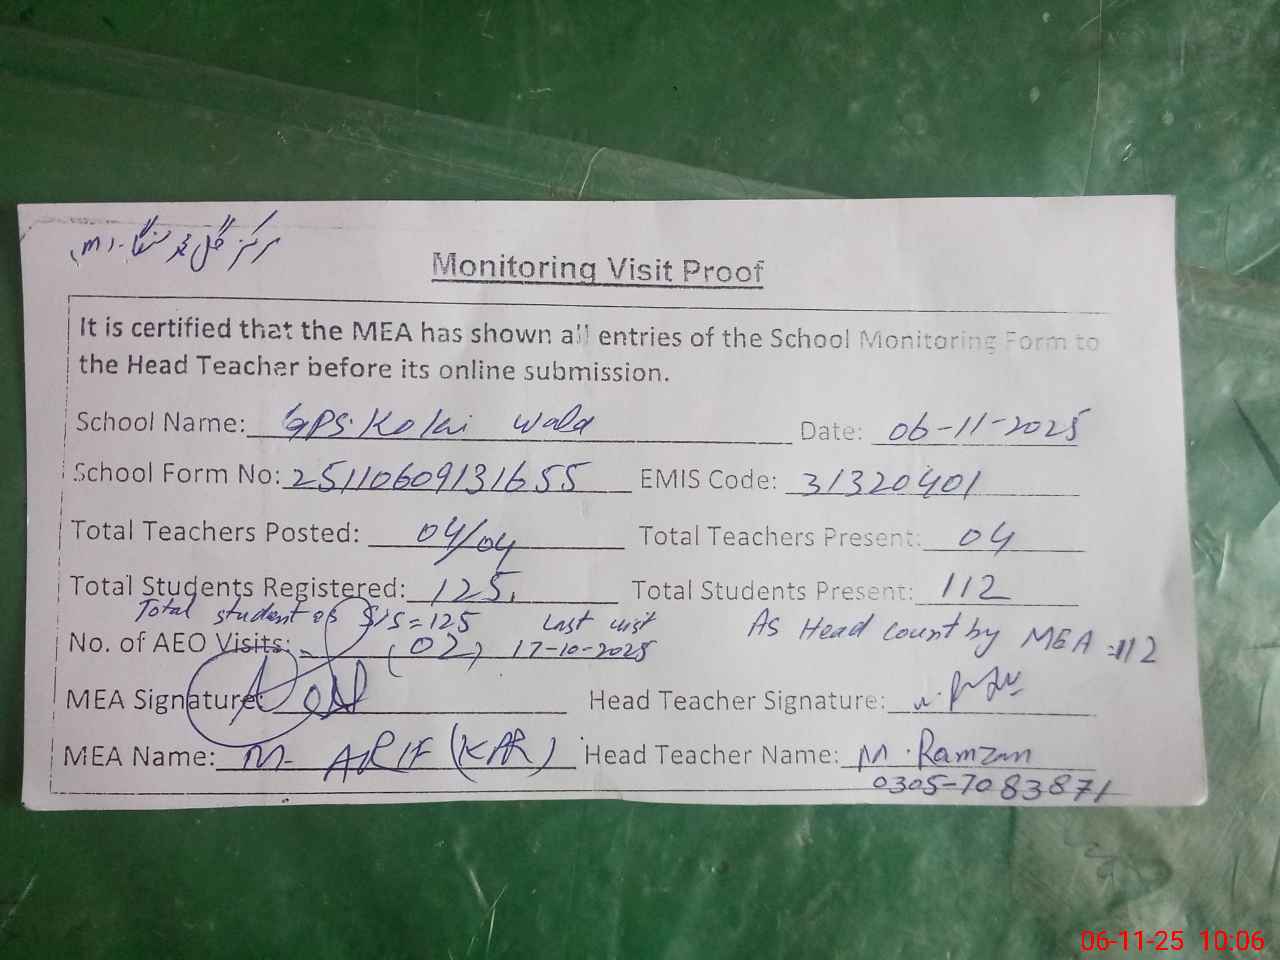 Monitoring Visit Proof
It is certified that the MEA has shown all entries of the School Monitoring Form to
the Head Teacher before its online submission.
School Name: GPS. Kolai Wala Date: 06-11-2025
School Form No: 25110609131655 EMIS Code: 31320401
Total Teachers Posted: 04/04 Total Teachers Present: 04
Total Students Registered: 125. Total Students Present: 112
Total student of SIS = 125 Last visit As Head count by MEA = 112
No. of AEO Visits: (02) 17-10-2025
MEA Signature: Head Teacher Signature:
MEA Name: M. ARIF (KAR) Head Teacher Name: M. Ramzan
0305-7083871
06-11-25 10:06